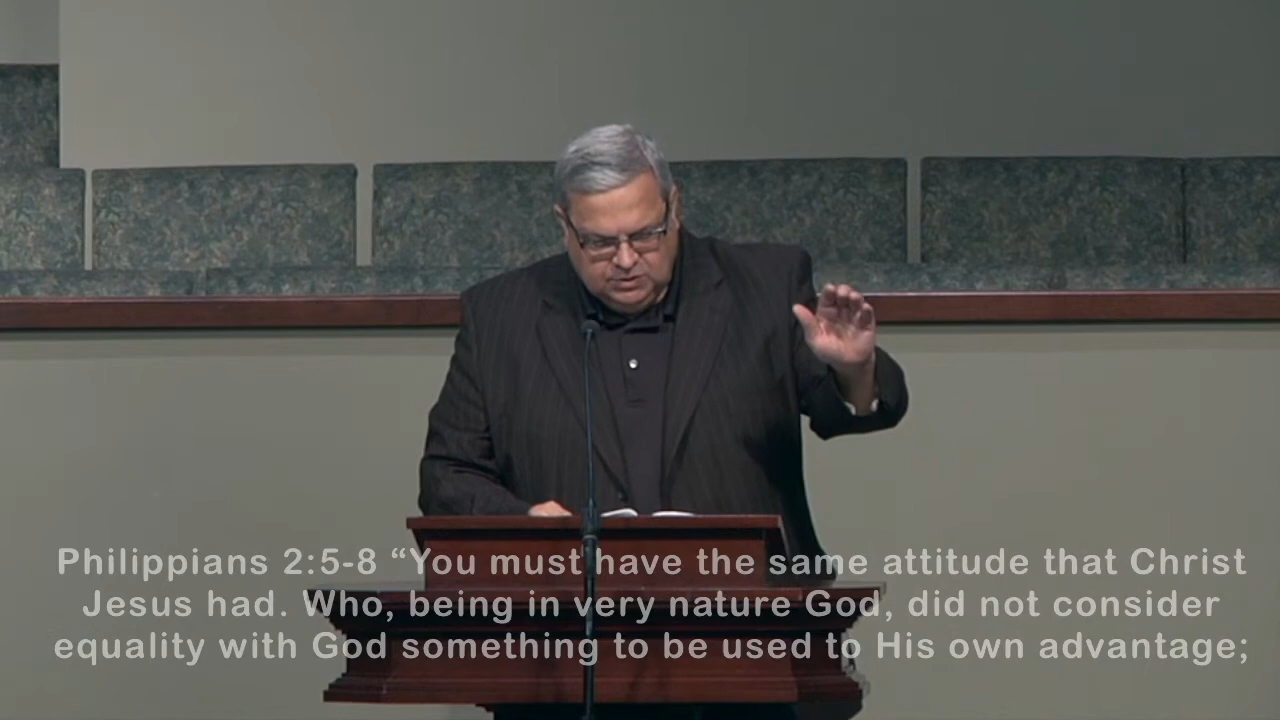 Philippians 2:5-8 “You must have the same attitude that Christ
Jesus had. Who, being in very nature God, did not consider
equality with God something to be used to His own advantage;